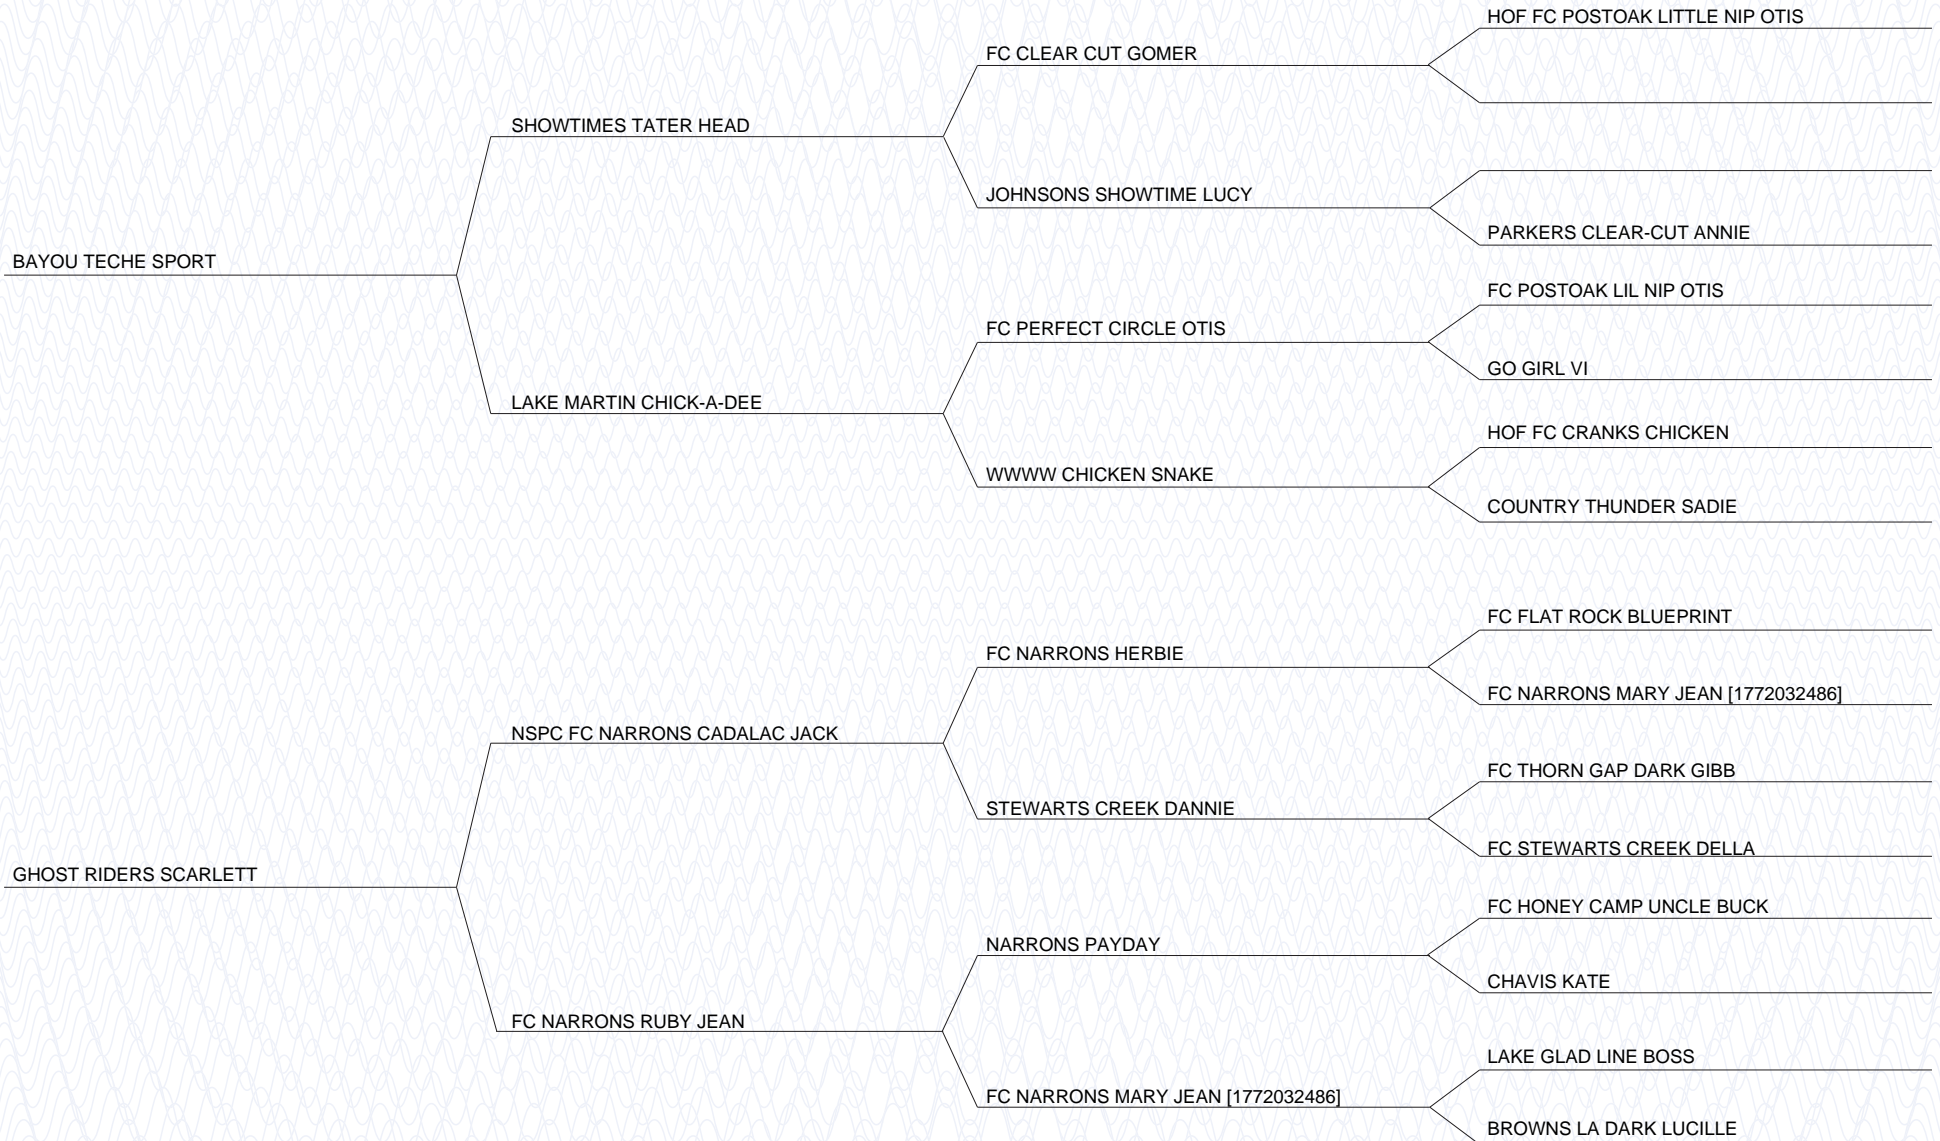 HOF FC POSTOAK LITTLE NIP OTIS
FC CLEAR CUT GOMER
SHOWTIMES TATER HEAD
JOHNSONS SHOWTIME LUCY
PARKERS CLEAR-CUT ANNIE
BAYOU TECHE SPORT
FC POSTOAK LIL NIP OTIS
FC PERFECT CIRCLE OTIS
GO GIRL VI
LAKE MARTIN CHICK-A-DEE
HOF FC CRANKS CHICKEN
WWWW CHICKEN SNAKE
COUNTRY THUNDER SADIE
FC FLAT ROCK BLUEPRINT
FC NARRONS HERBIE
FC NARRONS MARY JEAN [1772032486]
NSPC FC NARRONS CADALAC JACK
FC THORN GAP DARK GIBB
STEWARTS CREEK DANNIE
FC STEWARTS CREEK DELLA
GHOST RIDERS SCARLETT
FC HONEY CAMP UNCLE BUCK
NARRONS PAYDAY
CHAVIS KATE
FC NARRONS RUBY JEAN
LAKE GLAD LINE BOSS
FC NARRONS MARY JEAN [1772032486]
BROWNS LA DARK LUCILLE